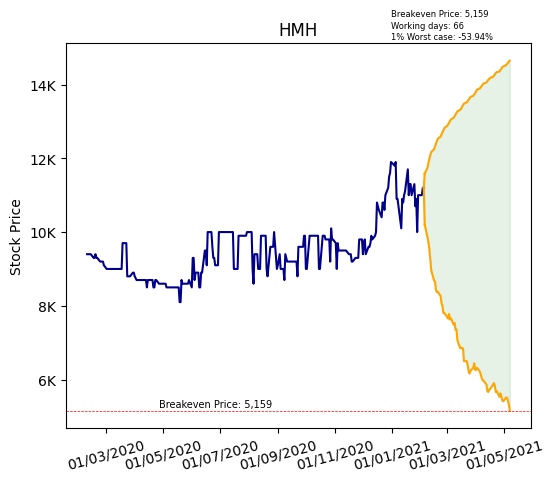 Breakeven Price: 5,159
Working days: 66
1% Worst case: -53.94%
HMH
Stock Price
14K
12K
10K
8K
6K
Breakeven Price: 5,159
01/03/2020
01/05/2020
01/07/2020
01/09/2020
01/11/2020
01/01/2021
01/03/2021
01/05/2021